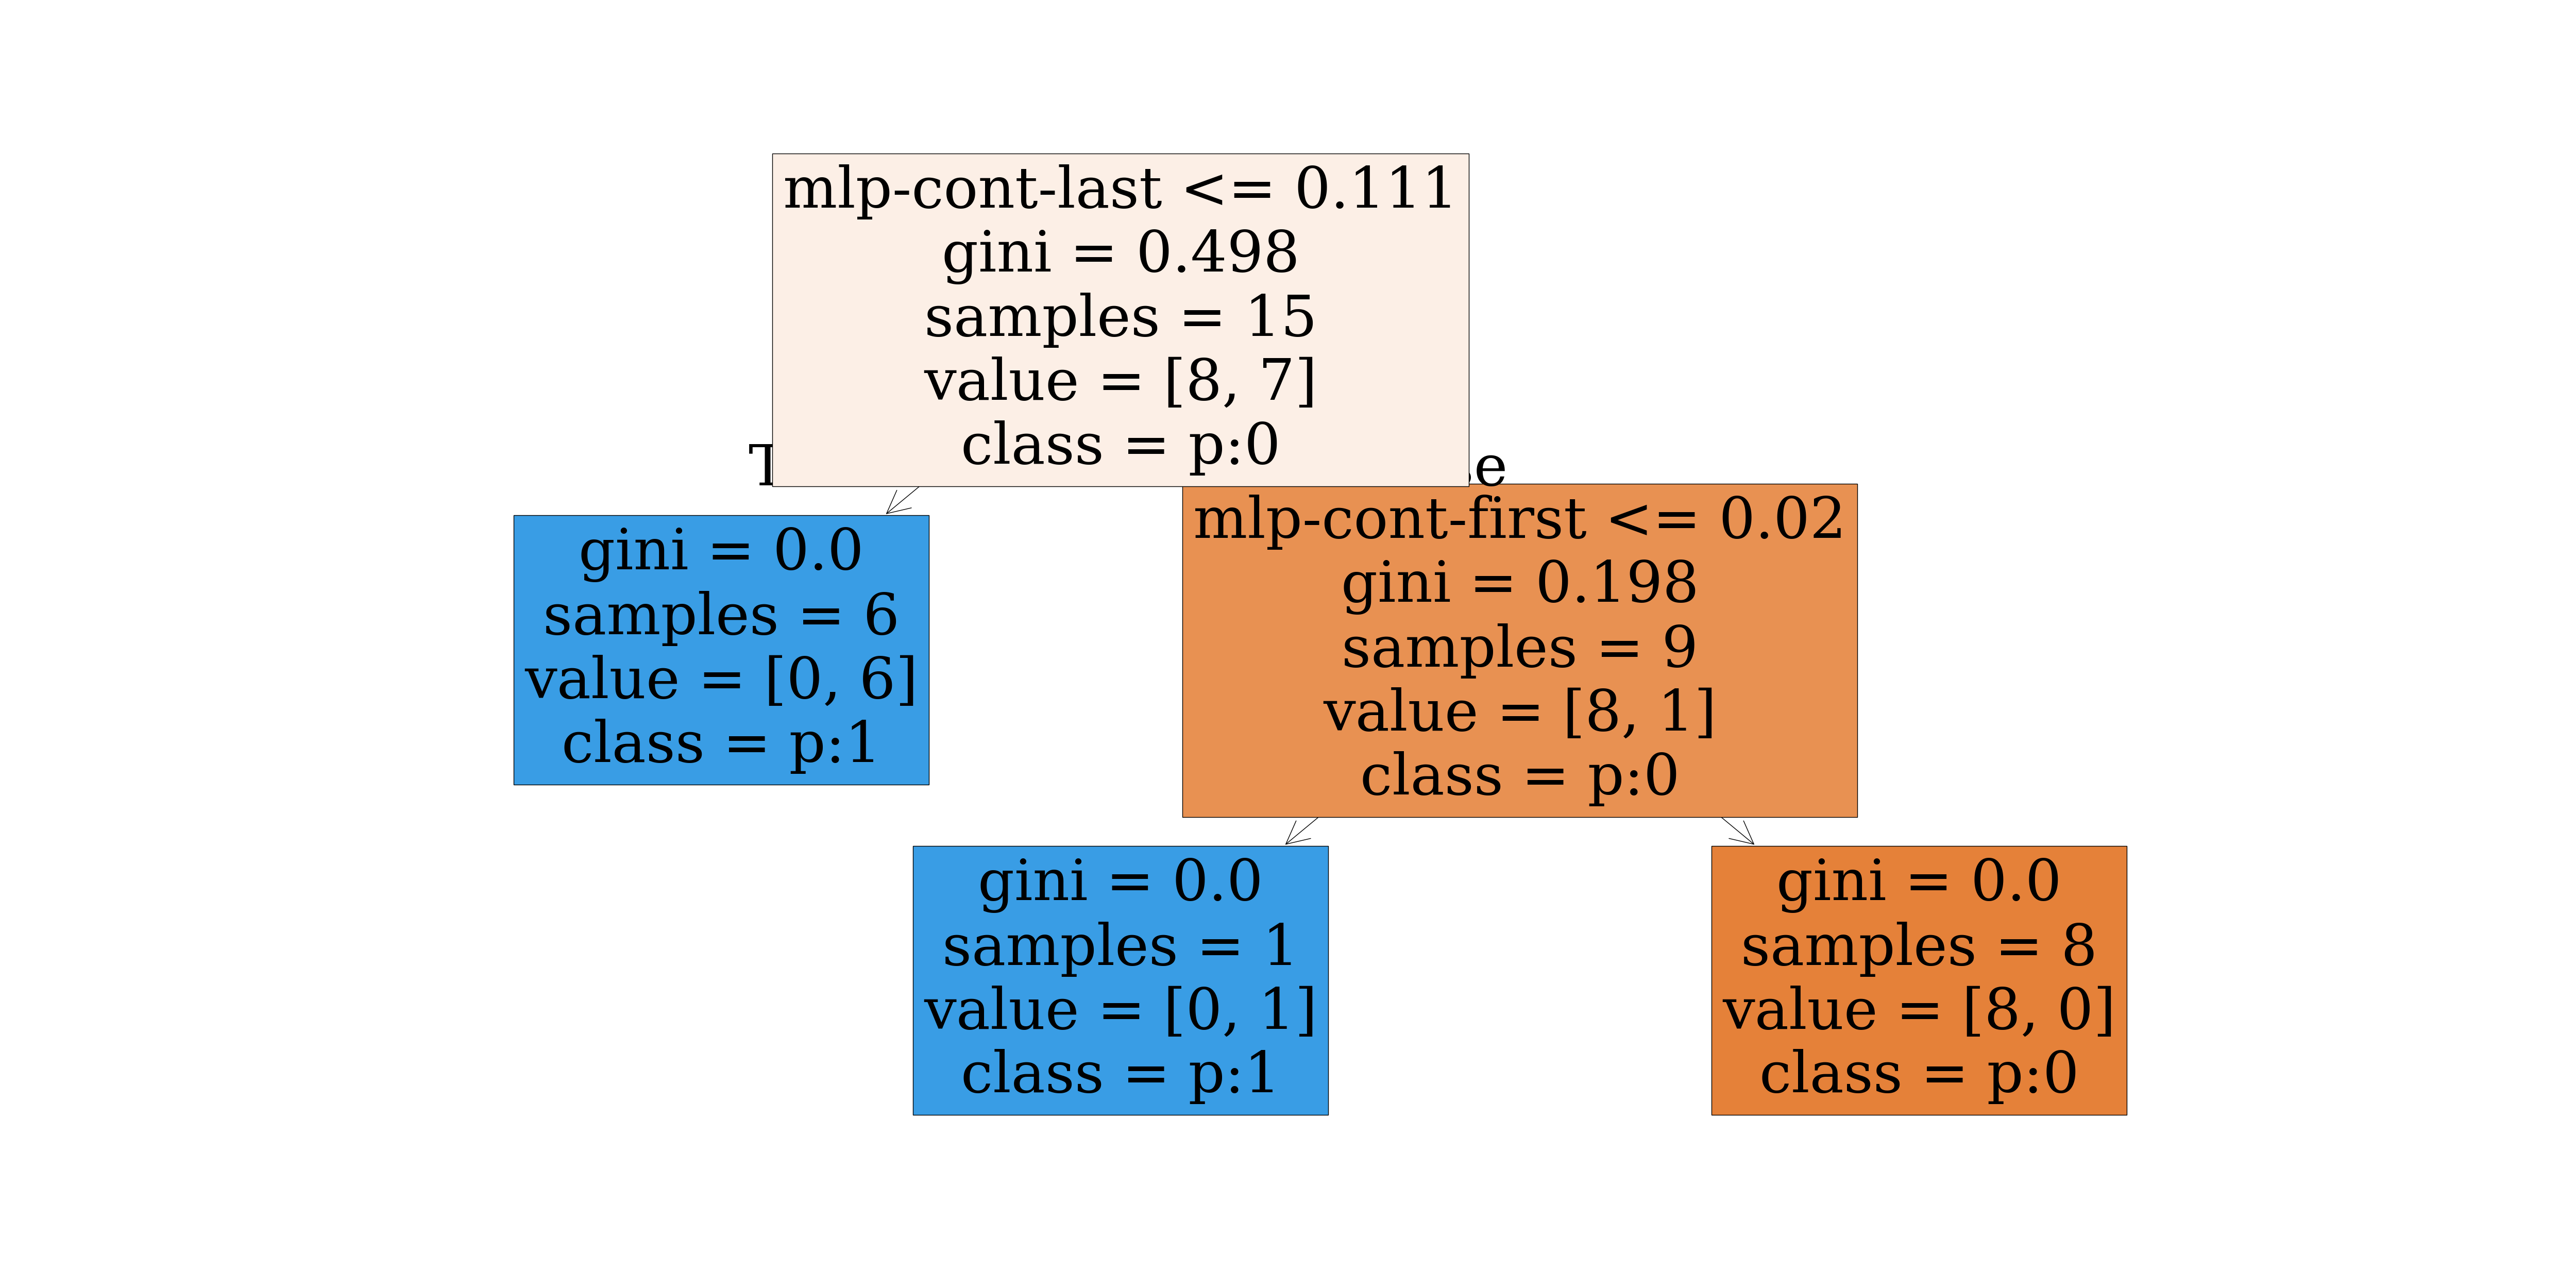 mlp-cont-last <= 0.111
gini = 0.498
samples = 15
value = [8, 7]
class = p:0
mlp-cont-first <= 0.02
gini = 0.198
samples = 9
value = [8, 1]
class = p:0
gini = 0.0
samples = 6
value = [0, 6]
class = p:1
gini = 0.0
samples = 1
value = [0, 1]
class = p:1
gini = 0.0
samples = 8
value = [8, 0]
class = p:0